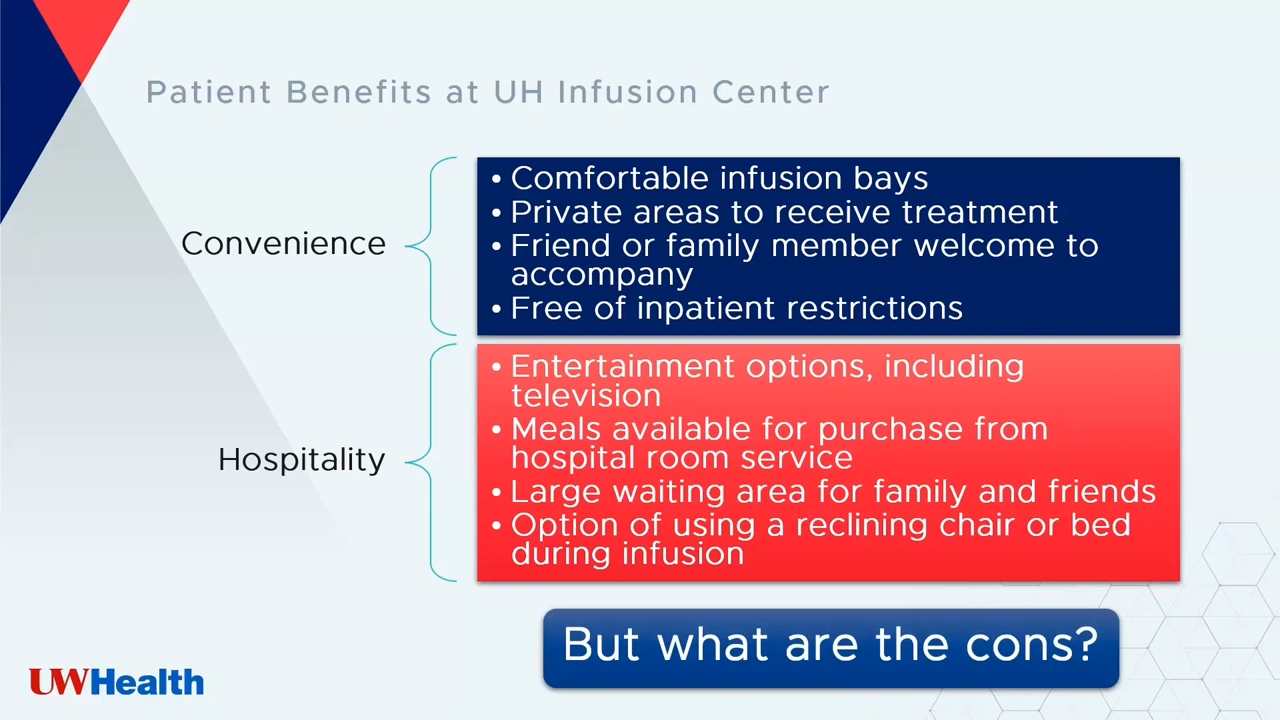 Patient Benefits at UH Infusion Center
Convenience
• Comfortable infusion bays
• Private areas to receive treatment
• Friend or family member welcome to
accompany
• Free of inpatient restrictions
Hospitality
• Entertainment options, including
television
• Meals available for purchase from
hospital room service
• Large waiting area for family and friends
• Option of using a reclining chair or bed
during infusion
But what are the cons?
UWHealth